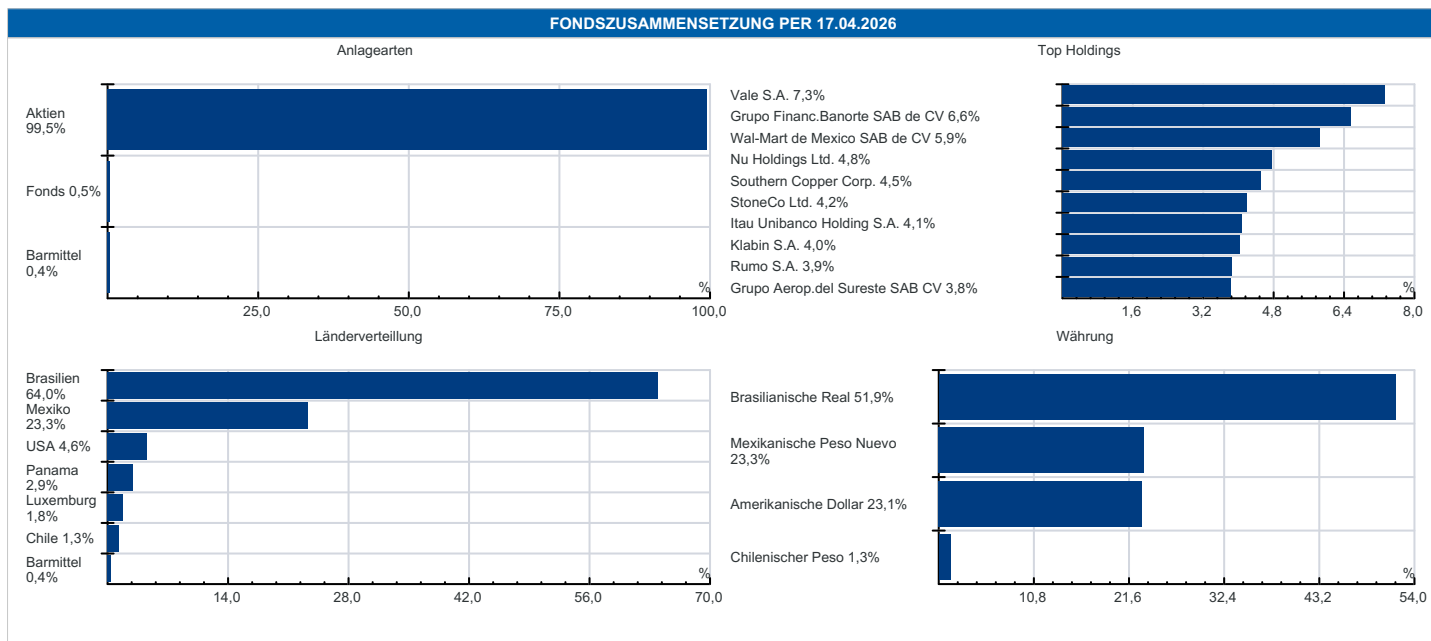 FONDSZUSAMMENSETZUNG PER 17.04.2026
Anlagearten
Aktien
99,5%
Fonds 0,5%
Barmittel
0,4%
%
25,0
50,0
75,0
100,0
Top Holdings
Vale S.A. 7,3%
Grupo Financ.Banorte SAB de CV 6,6%
Wal-Mart de Mexico SAB de CV 5,9%
Nu Holdings Ltd. 4,8%
Southern Copper Corp. 4,5%
StoneCo Ltd. 4,2%
Itau Unibanco Holding S.A. 4,1%
Klabin S.A. 4,0%
Rumo S.A. 3,9%
Grupo Aerop.del Sureste SAB CV 3,8%
%
1,6
3,2
4,8
6,4
8,0
Länderverteilung
Brasilien
64,0%
Mexiko
23,3%
USA 4,6%
Panama
2,9%
Luxemburg
1,8%
Chile 1,3%
Barmittel
0,4%
%
14,0
28,0
42,0
56,0
70,0
Währung
Brasilianische Real 51,9%
Mexikanische Peso Nuevo
23,3%
Amerikanische Dollar 23,1%
Chilenischer Peso 1,3%
%
10,8
21,6
32,4
43,2
54,0